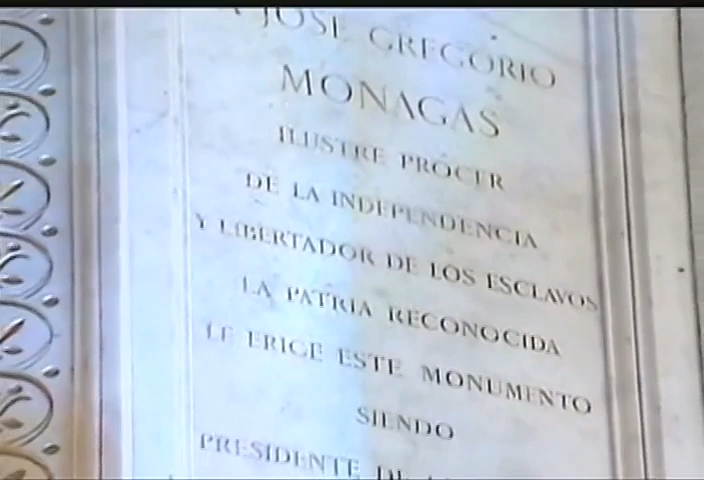 A JOSE GREGORIO
MONAGAS
ILUSTRE PROCER
DE LA INDEPENDENCIA
Y LIBERTADOR DE LOS ESCLAVOS
LA PATRIA RECONOCIDA
LE ERIGE ESTE MONUMENTO
SIENDO
PRESIDENTE DE